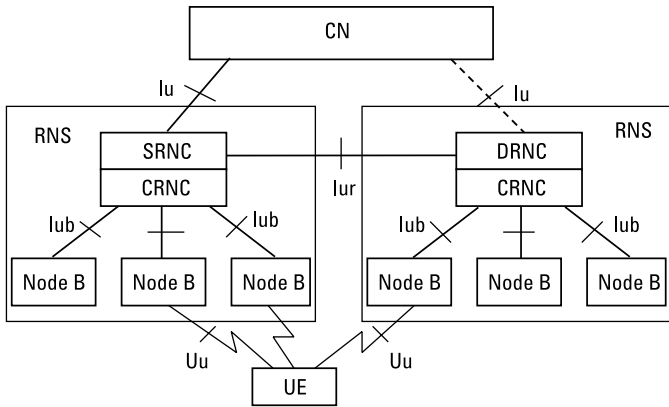 CN
Iu
Iu
RNS
RNS
SRNC
DRNC
CRNC
Iur
CRNC
Iub
Iub
Iub
Iub
Node B
Node B
Node B
Node B
Node B
Node B
Uu
Uu
UE